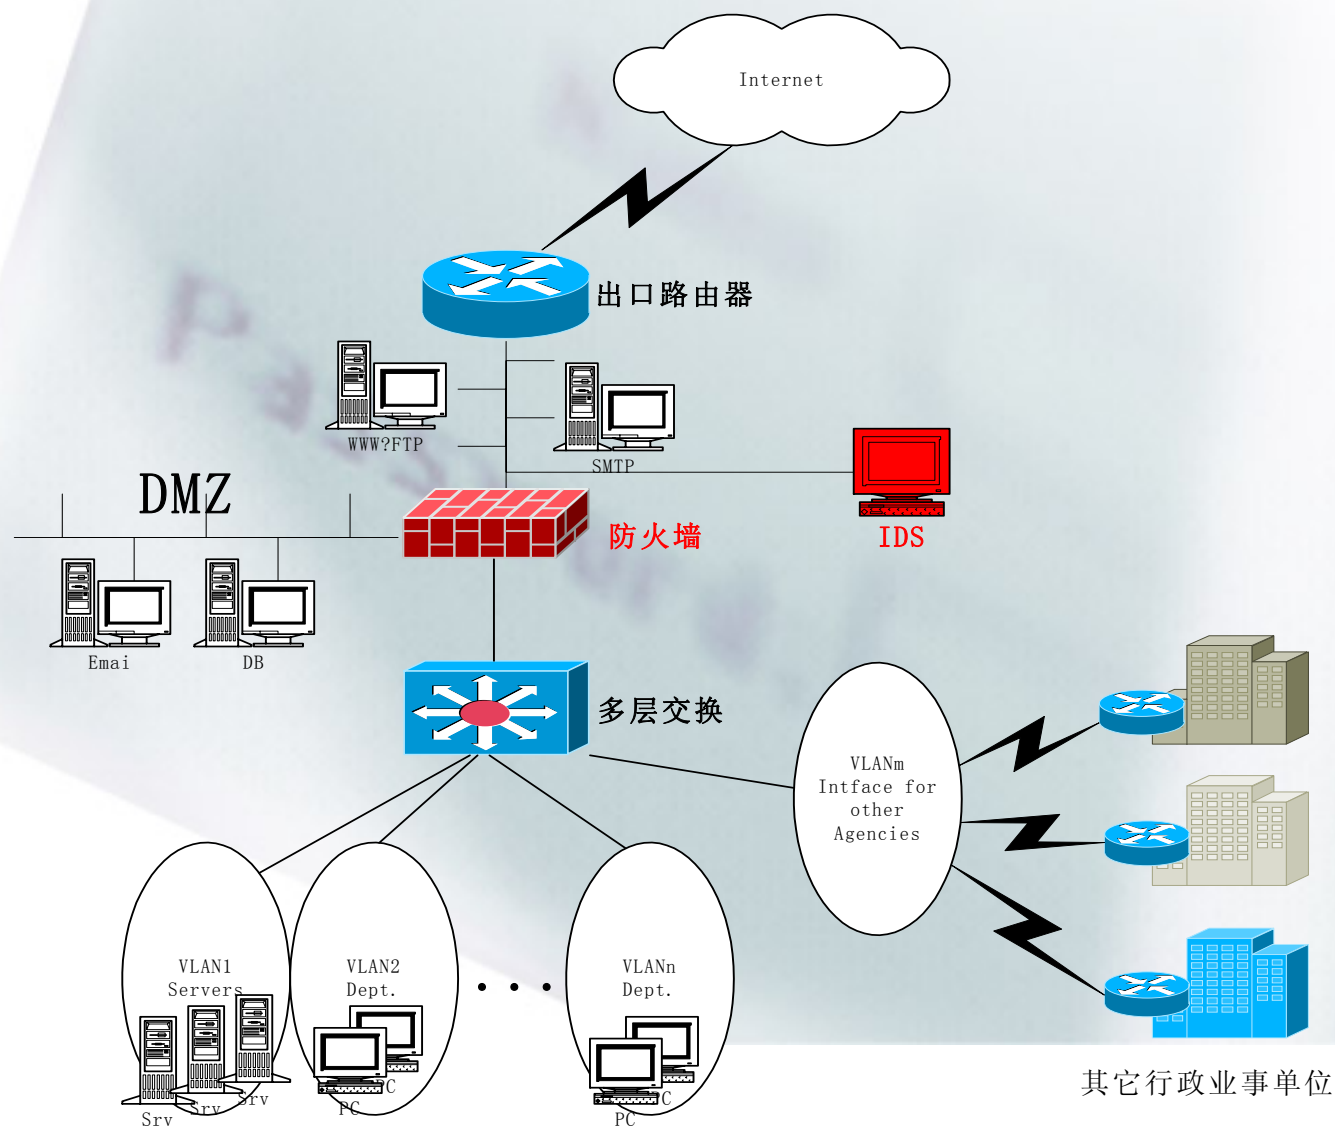 Internet
出口路由器
WWW?FTP
SMTP
DMZ
防火墙
IDS
Emai
DB
多层交换
VLANm
Intface for
other
Agencies
VLAN1
Servers
VLAN2
Dept.
VLANn
Dept.
Srv
Srv
Srv
PC
PC
PC
PC
其它行政业事单位